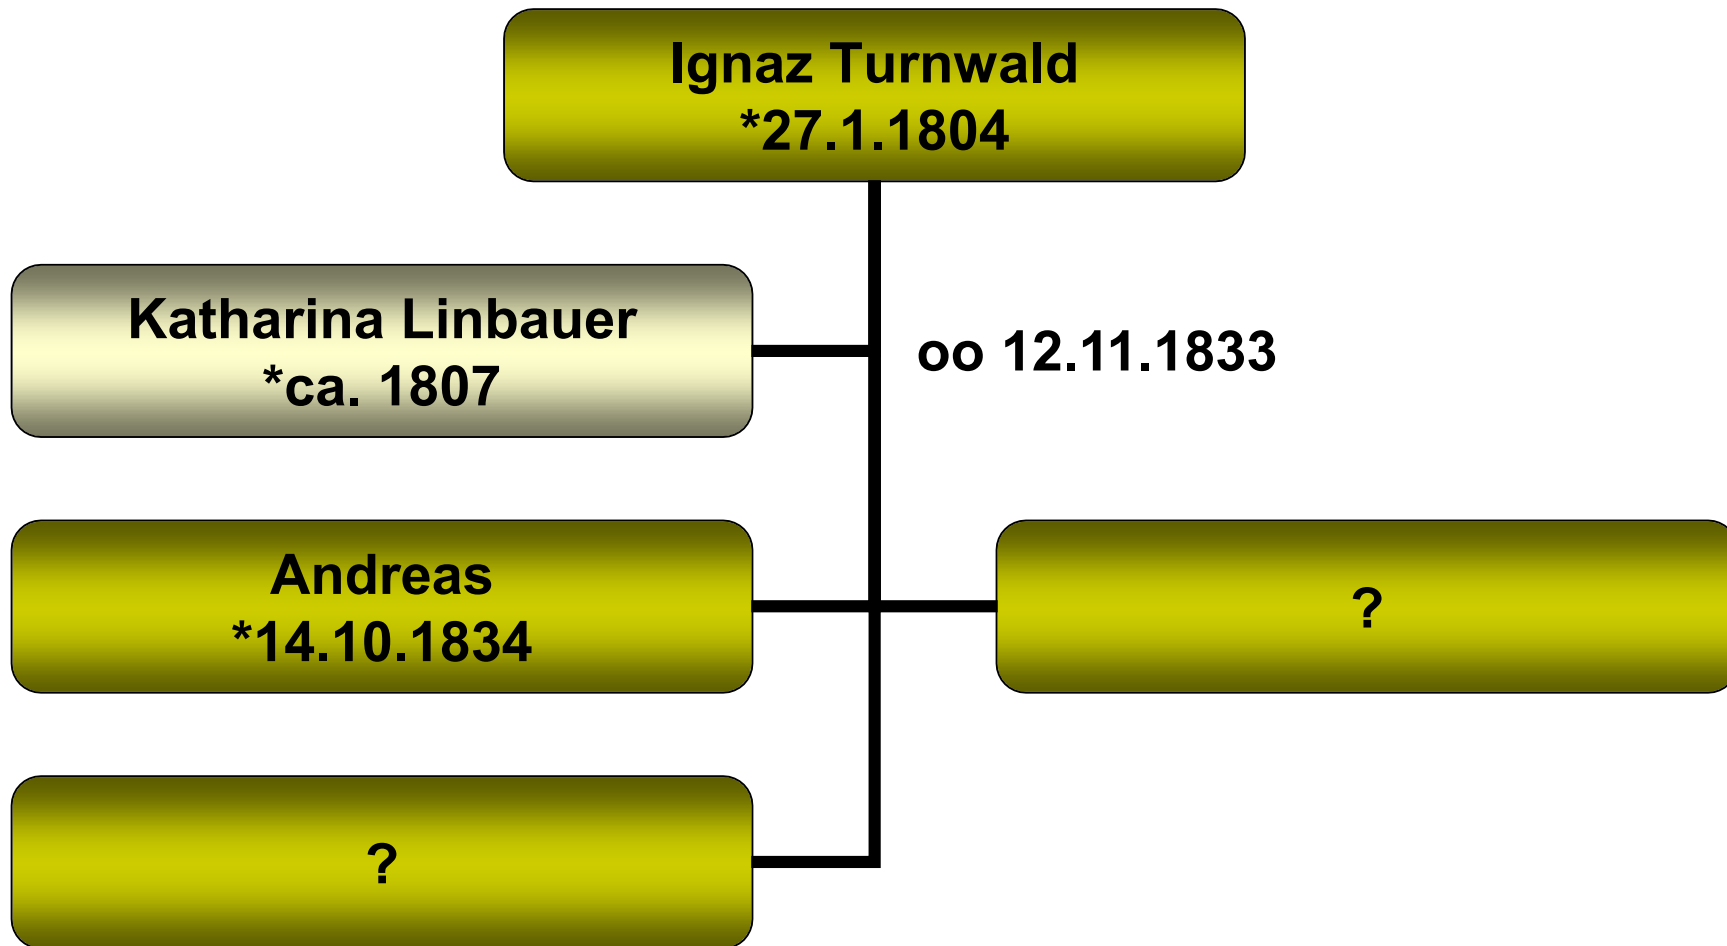 Ignaz Turnwald
*27.1.1804
Katharina Linbauer
*ca. 1807
oo 12.11.1833
Andreas
*14.10.1834
?
?